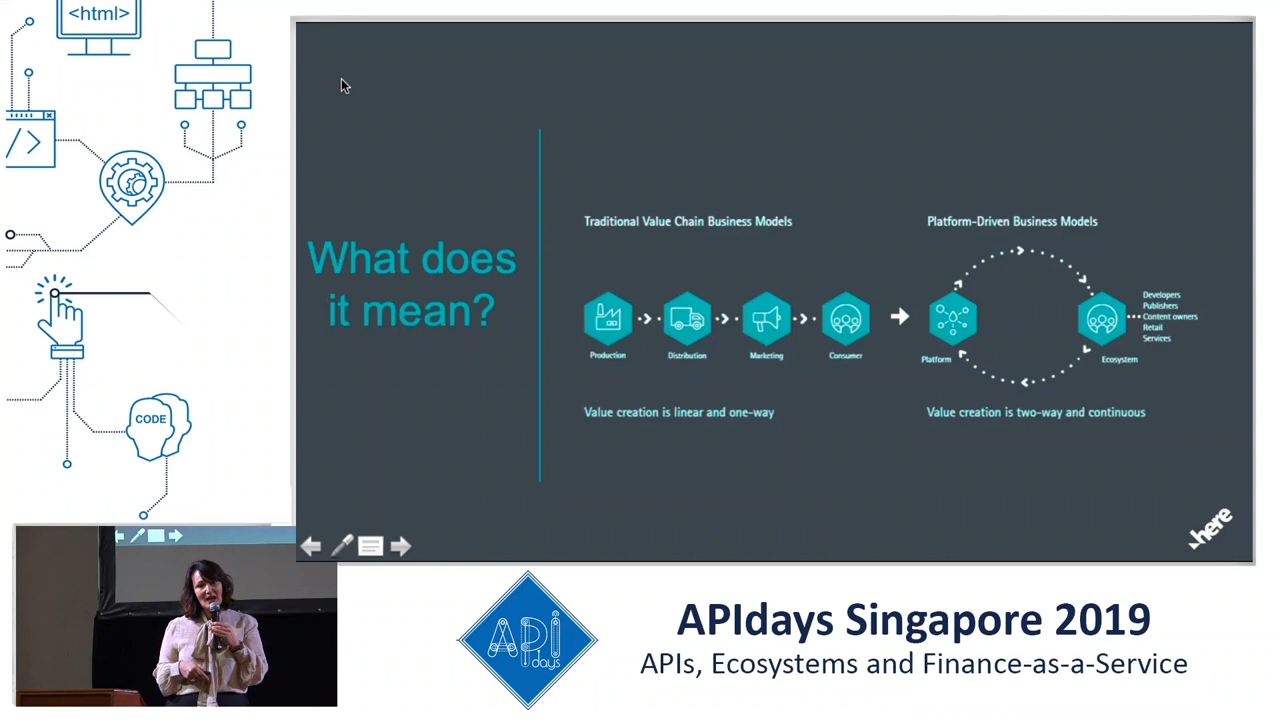 <html>
</>
CODE
What does
it mean?
Traditional Value Chain Business Models
Production
Distribution
Marketing
Consumer
Value creation is linear and one-way
Platform-Driven Business Models
Platform
Ecosystem
Developers
Publishers
Content owners
Retail
Services
Value creation is two-way and continuous
here
API
days
APIdays Singapore 2019
APIs, Ecosystems and Finance-as-a-Service